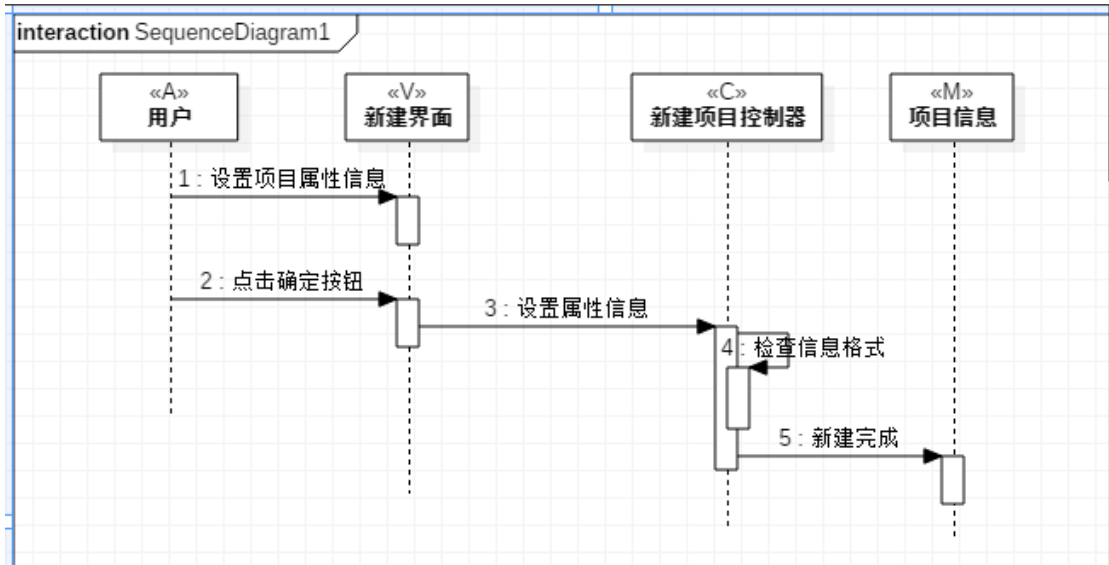 interaction SequenceDiagram1
«A»
用户
«V»
新建界面
«C»
新建项目控制器
«M»
项目信息
1 : 设置项目属性信息
2 : 点击确定按钮
3 : 设置属性信息
4 : 检查信息格式
5 : 新建完成